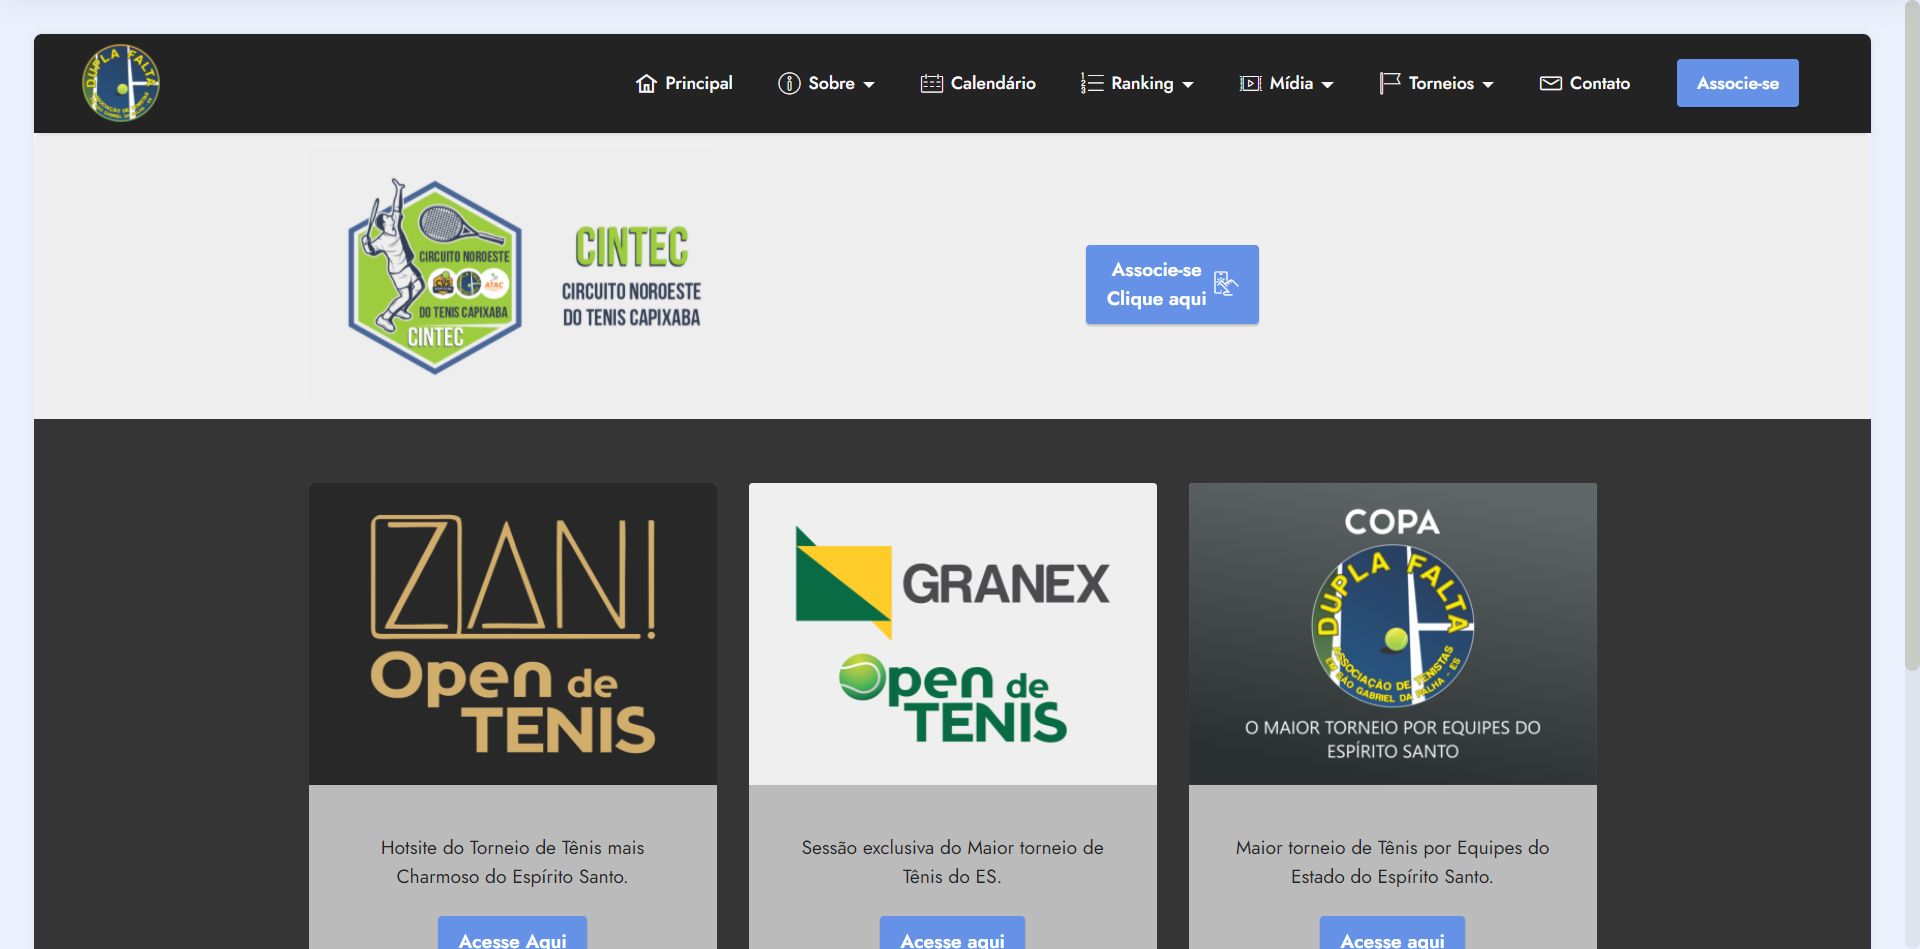 DUPLA FALTA
ASSOCIAÇÃO DE TENISTAS
EM SÃO GABRIEL DA PALHA - ES
Principal
Sobre
Calendário
Ranking
Mídia
Torneios
Contato
Associe-se
CIRCUITO NOROESTE
DO TENIS CAPIXABA
CINTEC
CINTEC
CIRCUITO NOROESTE
DO TENIS CAPIXABA
Associe-se
Clique aqui
ZANI
Open de
TENIS
GRANEX
Open de
TENIS
COPA
DUPLA FALTA
ASSOCIAÇÃO DE TENISTAS
EM SÃO GABRIEL DA PALHA - ES
O MAIOR TORNEIO POR EQUIPES DO
ESPÍRITO SANTO
Hotsite do Torneio de Tênis mais
Charmoso do Espírito Santo.
Acesse Aqui
Sessão exclusiva do Maior torneio de
Tênis do ES.
Acesse aqui
Maior torneio de Tênis por Equipes do
Estado do Espírito Santo.
Acesse aqui